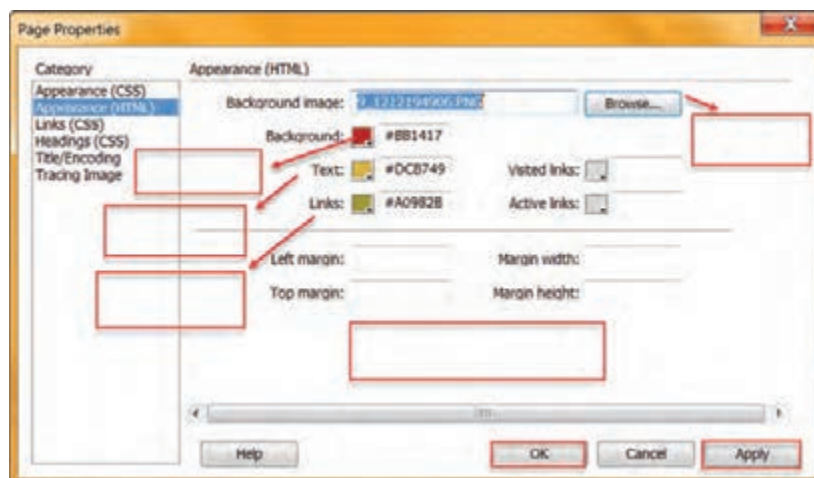 Page Properties
Category
Appearance (HTML)
Appearance (CSS)
Appearance (HTML)
Links (CSS)
Headings (CSS)
Title/Encoding
Tracing Image
Background image: 9_1212194906.PNG Browse...
Background: #BB1417
Text: #DCB749 Visited links:
Links: #A0982B Active links:
Left margin: Margin width:
Top margin: Margin height:
Help OK Cancel Apply